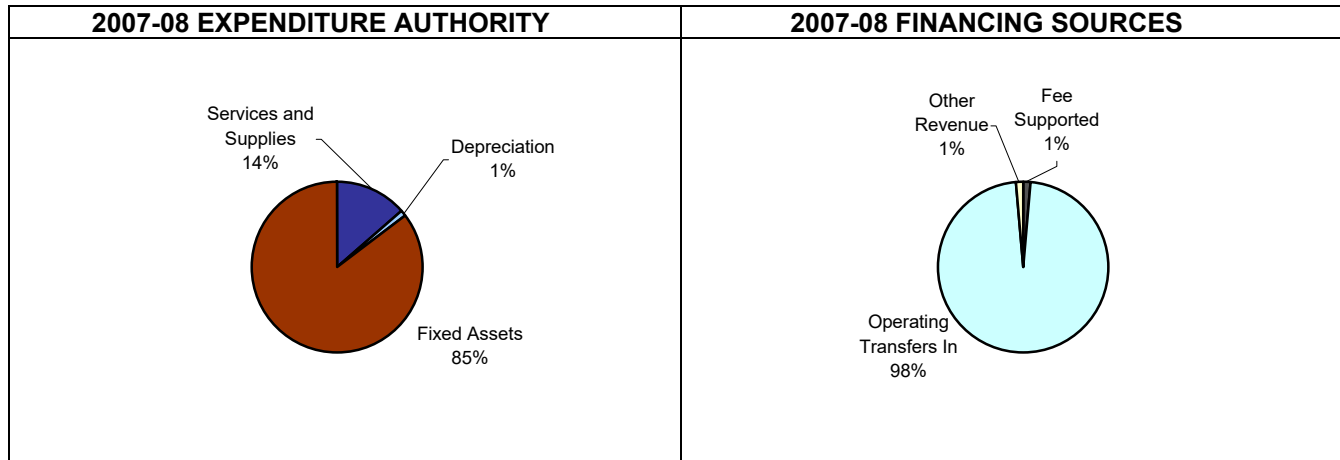 2007-08 EXPENDITURE AUTHORITY
Services and
Supplies
14%
Depreciation
1%
Fixed Assets
85%
2007-08 FINANCING SOURCES
Other
Revenue
1%
Fee
Supported
1%
Operating
Transfers In
98%